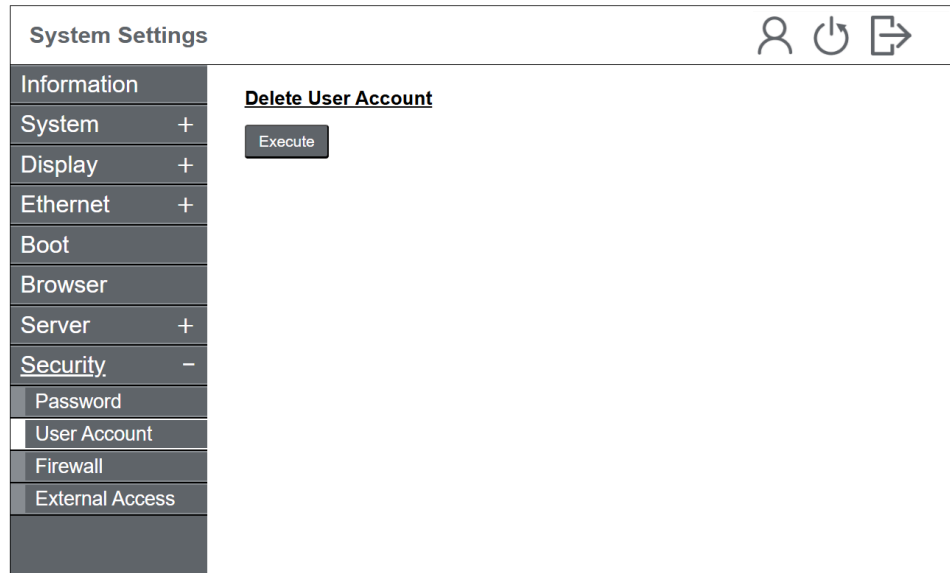 System Settings
Information
System +
Display +
Ethernet +
Boot
Browser
Server +
Security -
Password
User Account
Firewall
External Access
Delete User Account
Execute